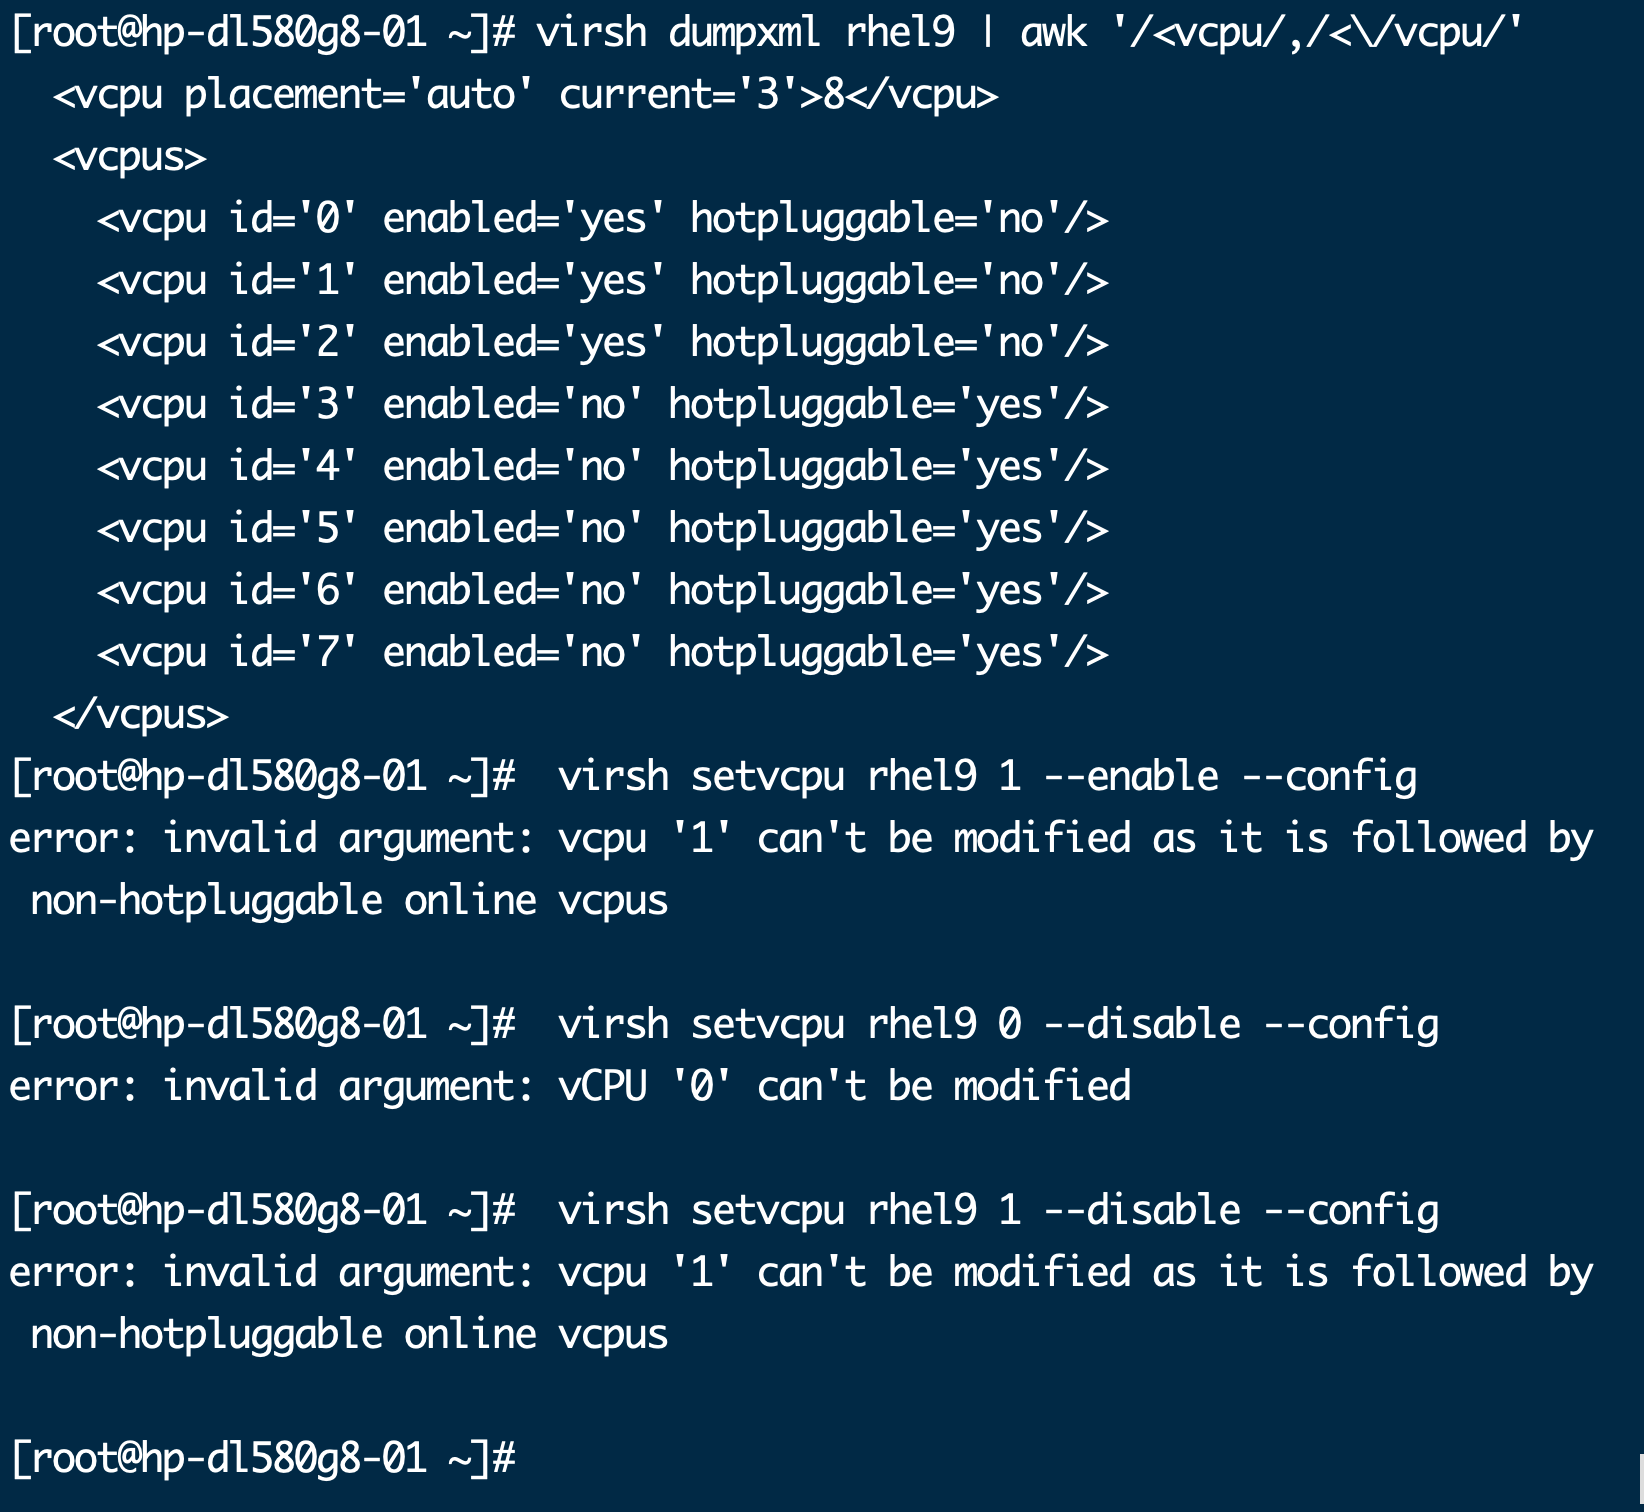 [root@hp-dl580g8-01 ~]# virsh dumpxml rhel9 | awk '/<vcpu/,/<\/vcpu/'
  <vcpu placement='auto' current='3'>8</vcpu>
  <vcpus>
    <vcpu id='0' enabled='yes' hotpluggable='no'/>
    <vcpu id='1' enabled='yes' hotpluggable='no'/>
    <vcpu id='2' enabled='yes' hotpluggable='no'/>
    <vcpu id='3' enabled='no' hotpluggable='yes'/>
    <vcpu id='4' enabled='no' hotpluggable='yes'/>
    <vcpu id='5' enabled='no' hotpluggable='yes'/>
    <vcpu id='6' enabled='no' hotpluggable='yes'/>
    <vcpu id='7' enabled='no' hotpluggable='yes'/>
  </vcpus>
[root@hp-dl580g8-01 ~]#  virsh setvcpu rhel9 1 --enable --config
error: invalid argument: vcpu '1' can't be modified as it is followed by
 non-hotpluggable online vcpus
[root@hp-dl580g8-01 ~]#  virsh setvcpu rhel9 0 --disable --config
error: invalid argument: vCPU '0' can't be modified
[root@hp-dl580g8-01 ~]#  virsh setvcpu rhel9 1 --disable --config
error: invalid argument: vcpu '1' can't be modified as it is followed by
 non-hotpluggable online vcpus
[root@hp-dl580g8-01 ~]#